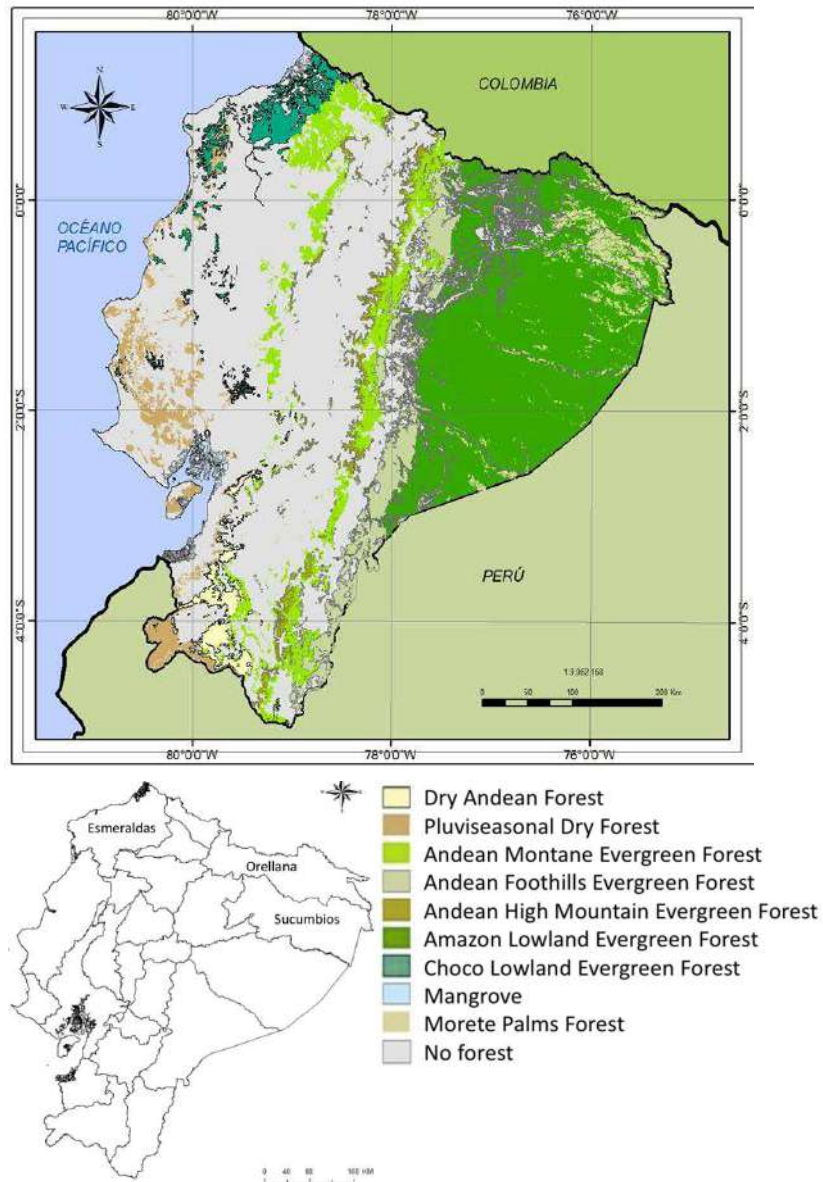 80°0'0"W 78°0'0"W 76°0'0"W
N
W E
S
COLOMBIA
0°0'0" 0°0'0"
OCÉANO
PACÍFICO
2°0'0"S 2°0'0"S
PERÚ
4°0'0"S 4°0'0"S
0 50 100 200 Km
80°0'0"W 78°0'0"W 76°0'0"W
Esmeraldas
Orellana
Sucumbios
Dry Andean Forest
Pluviseasonal Dry Forest
Andean Montane Evergreen Forest
Andean Foothills Evergreen Forest
Andean High Mountain Evergreen Forest
Amazon Lowland Evergreen Forest
Choco Lowland Evergreen Forest
Mangrove
Morete Palms Forest
No forest